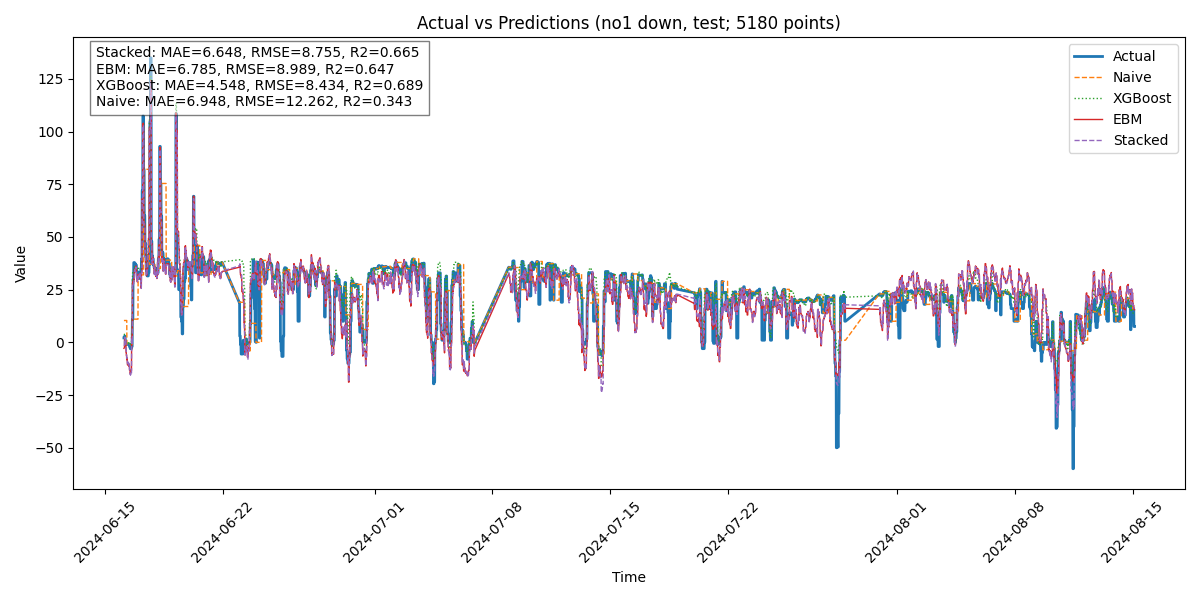 Actual vs Predictions (no1 down, test; 5180 points)
Stacked: MAE=6.648, RMSE=8.755, R2=0.665
EBM: MAE=6.785, RMSE=8.989, R2=0.647
XGBoost: MAE=4.548, RMSE=8.434, R2=0.689
Naive: MAE=6.948, RMSE=12.262, R2=0.343
Actual
Naive
XGBoost
EBM
Stacked
Value
125
100
75
50
25
0
−25
−50
2024-06-15
2024-06-22
2024-07-01
2024-07-08
2024-07-15
2024-07-22
2024-08-01
2024-08-08
2024-08-15
Time